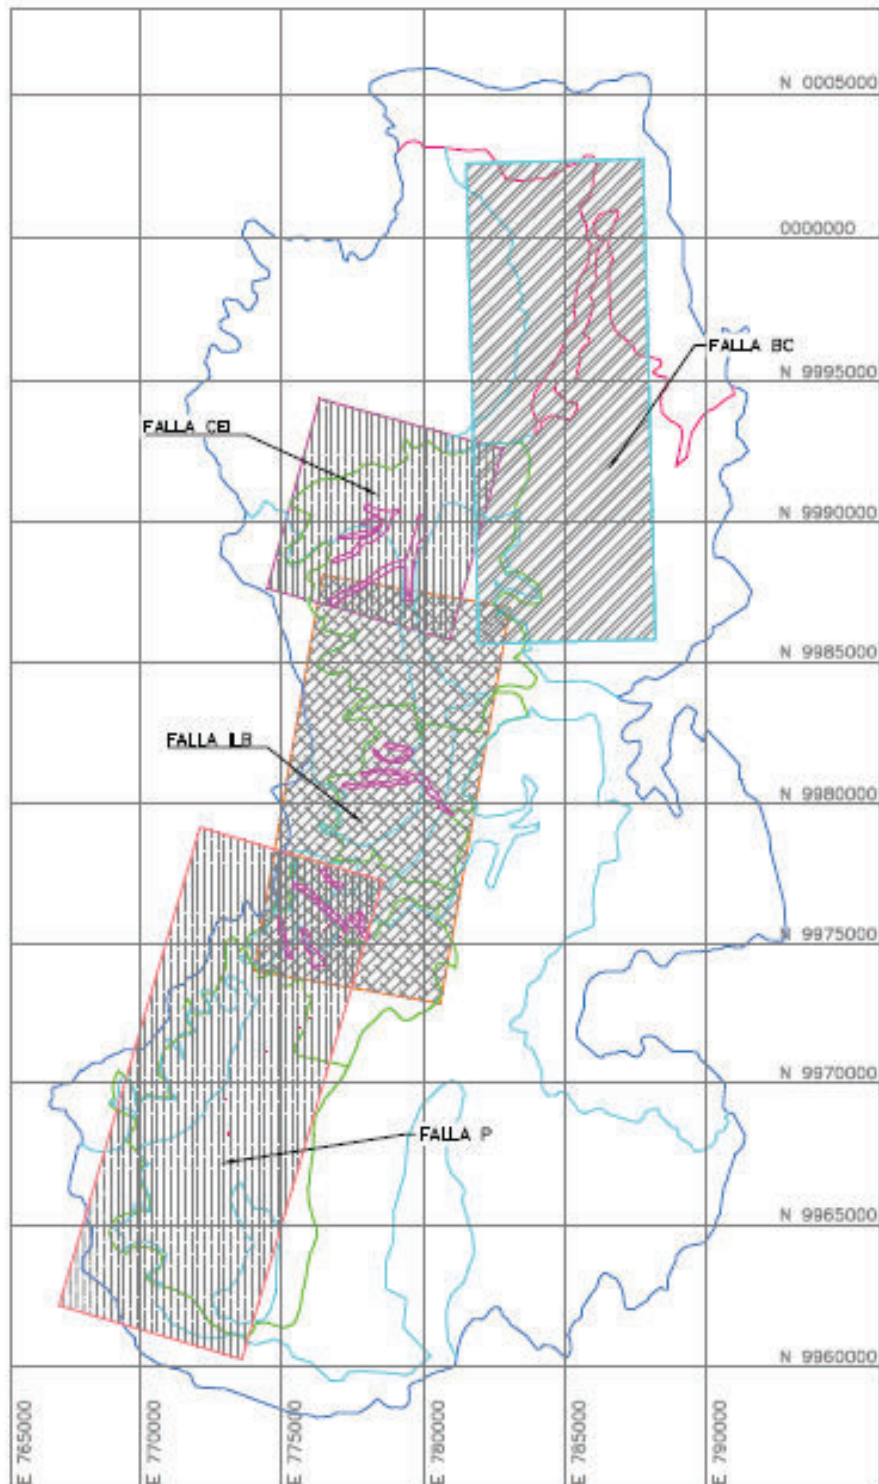 N 0005000
0000000
FALLA BC
N 9995000
FALLA CEI
N 9990000
N 9985000
FALLA ILB
N 9980000
N 9975000
N 9970000
FALLA P
N 9965000
N 9960000
E 765000
E 770000
E 775000
E 780000
E 785000
E 790000